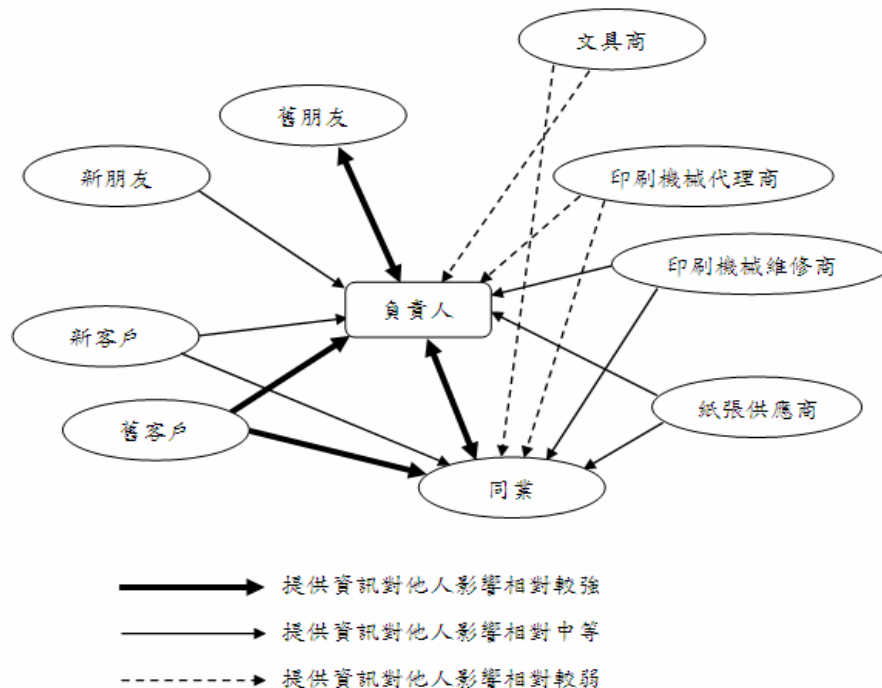 文具商
舊朋友
新朋友
印刷機械代理商
印刷機械維修商
負責人
新客戶
紙張供應商
舊客戶
同業
提供資訊對他人影響相對較強
提供資訊對他人影響相對中等
提供資訊對他人影響相對較弱